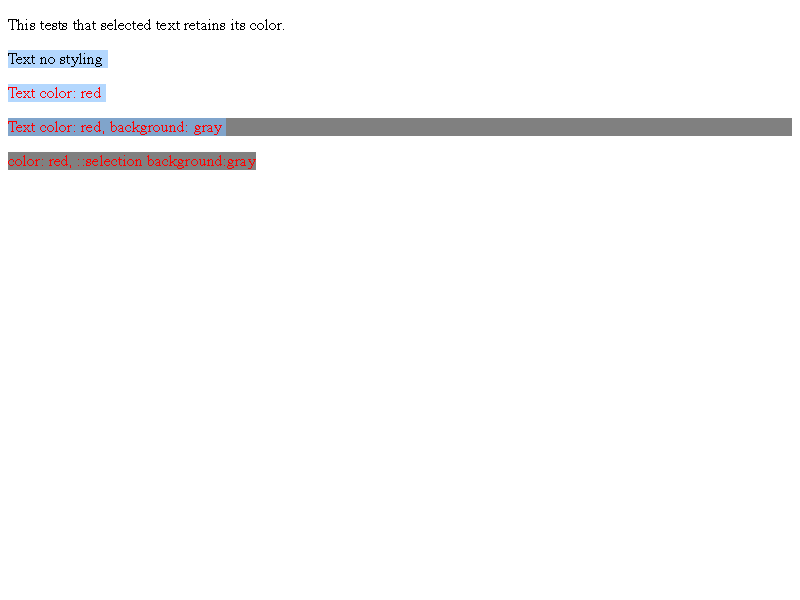 This tests that selected text retains its color.
Text no styling
Text color: red
Text color: red, background: gray
color: red, ::selection background:gray